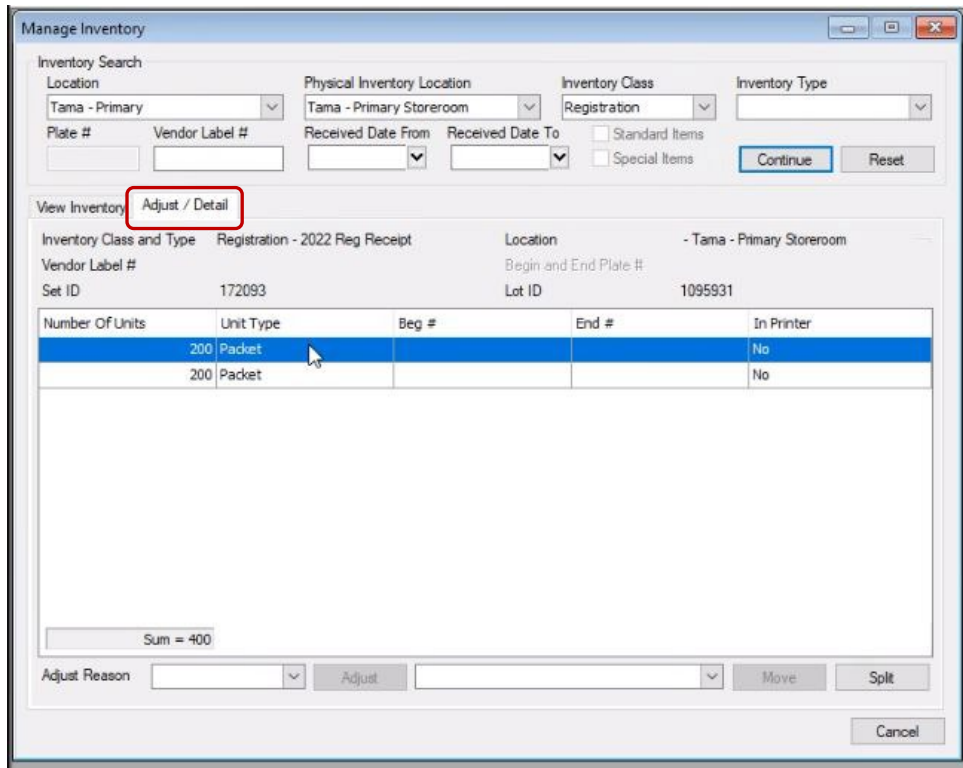 Manage Inventory
Inventory Search
Location Physical Inventory Location Inventory Class Inventory Type
Tama - Primary Tama - Primary Storeroom Registration
Plate # Vendor Label # Received Date From Received Date To Standard Items
Special Items Continue Reset
View Inventory Adjust / Detail
Inventory Class and Type Registration - 2022 Reg Receipt Location - Tama - Primary Storeroom
Vendor Label # Begin and End Plate #
Set ID 172093 Lot ID 1095931
Number Of Units Unit Type Beg # End # In Printer
200 Packet No
200 Packet No
Sum = 400
Adjust Reason Adjust Move Split
Cancel